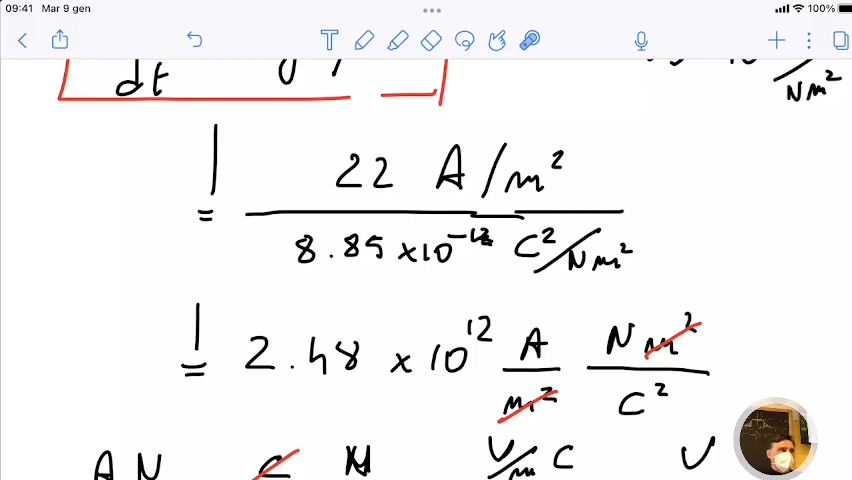 09:41 Mar 9 gen 100%
dt
Nm²
= 22 A/m²
8.85 ×10⁻¹² C²/Nm²
= 2.48 ×10¹² A Nm²
m² C²
A N C N V/m C V